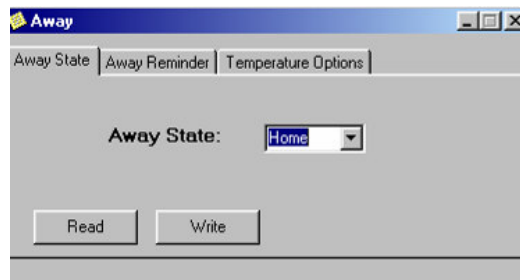 Away
Away State Away Reminder Temperature Options
Away State: Home
Read Write